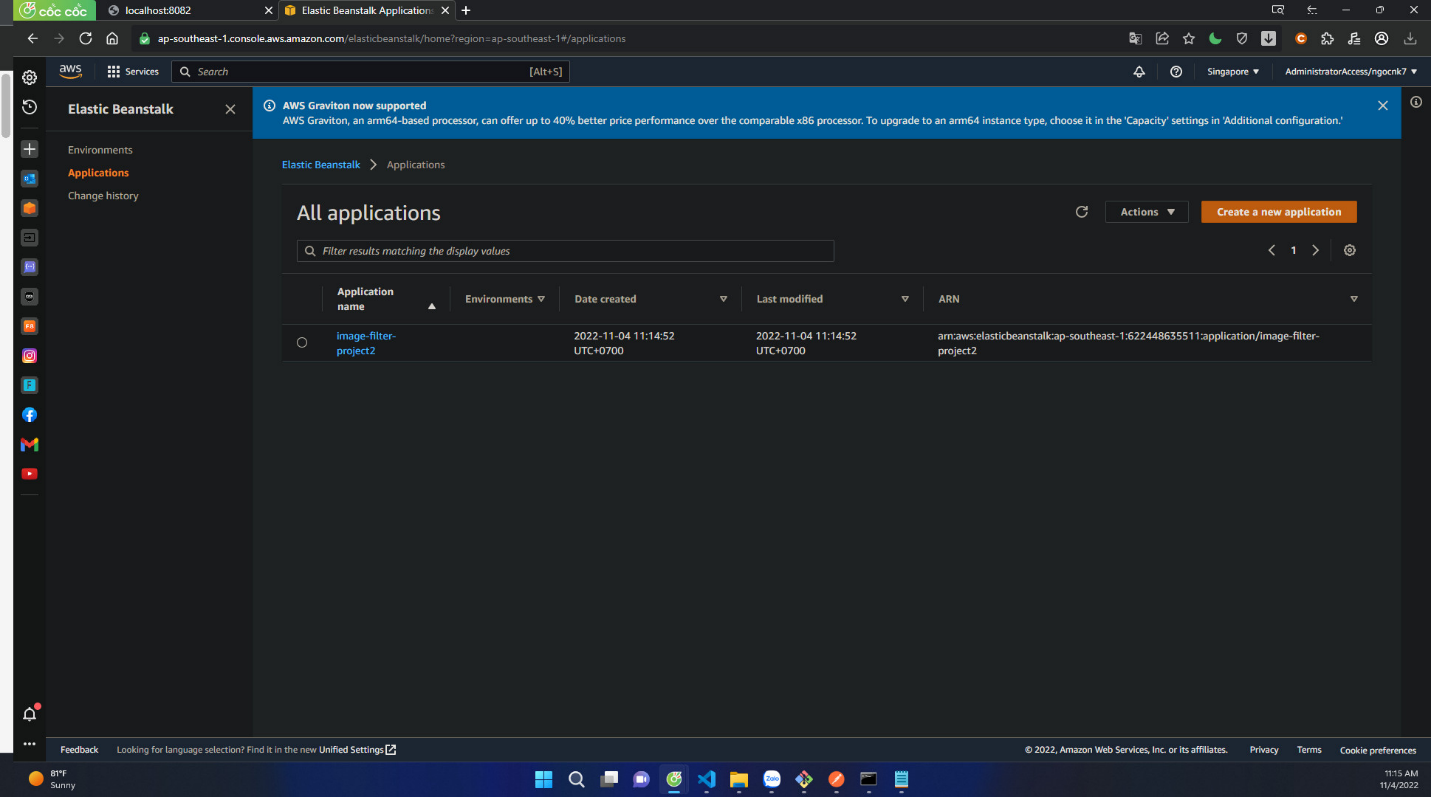 cốc cốc
localhost:8082
Elastic Beanstalk Application
ap-southeast-1.console.aws.amazon.com/elasticbeanstalk/home?region=ap-southeast-1#/applications
aws
Services
Search
[Alt+S]
Singapore
AdministratorAccess/ngocnk7
Elastic Beanstalk
Environments
Applications
Change history
AWS Graviton now supported
AWS Graviton, an arm64-based processor, can offer up to 40% better price performance over the comparable x86 processor. To upgrade to an arm64 instance type, choose it in the 'Capacity' settings in 'Additional configuration.'
Elastic Beanstalk > Applications
All applications
Actions
Create a new application
Filter results matching the display values
1
Application
name
Environments
Date created
Last modified
ARN
image-filter-
project2
2022-11-04 11:14:52
UTC+0700
2022-11-04 11:14:52
UTC+0700
arn:aws:elasticbeanstalk:ap-southeast-1:622448635511:application/image-filter-
project2
F8
Feedback
Looking for language selection? Find it in the new Unified Settings
© 2022, Amazon Web Services, Inc. or its affiliates.
Privacy
Terms
Cookie preferences
81°F
Sunny
Zalo
11:15 AM
11/4/2022